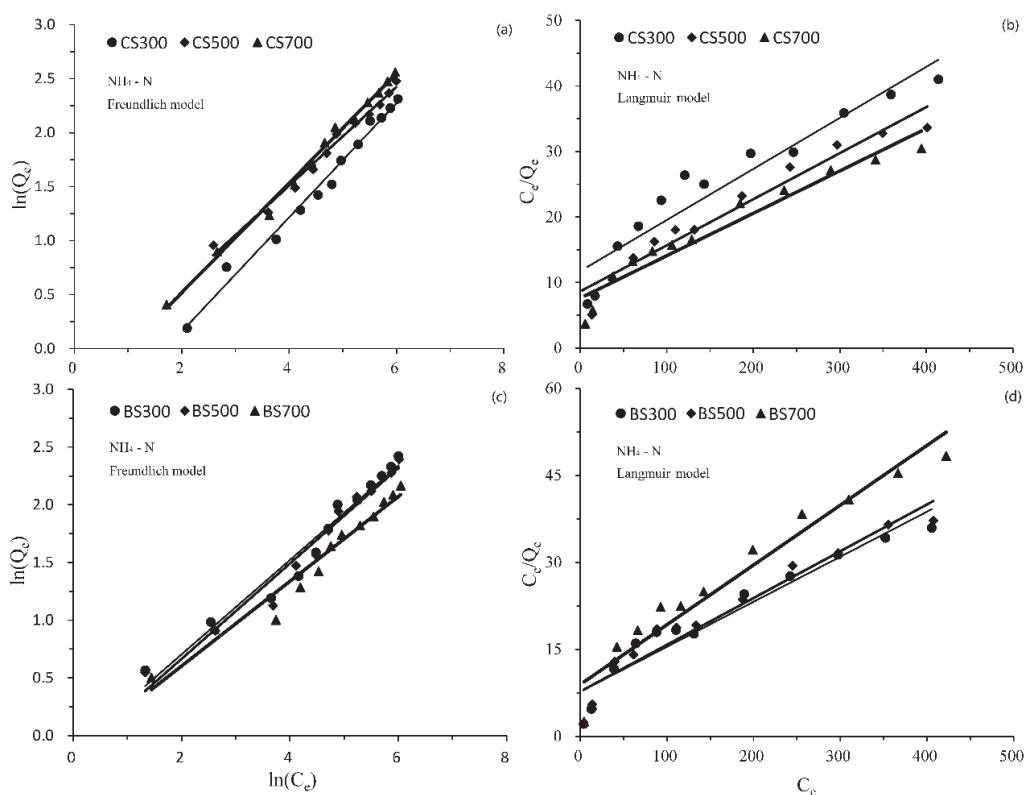 (a)
● CS300 ◆ CS500 ▲ CS700
NH₄ - N
Freundlich model
ln(Qₑ)
3.0
2.5
2.0
1.5
1.0
0.5
0.0
0 2 4 6 8
(b)
● CS300 ◆ CS500 ▲ CS700
NH₄ - N
Langmuir model
Cₑ/Qₑ
50
40
30
20
10
0
0 100 200 300 400 500
(c)
● BS300 ◆ BS500 ▲ BS700
NH₄ - N
Freundlich model
ln(Qₑ)
3.0
2.5
2.0
1.5
1.0
0.5
0.0
0 2 4 6 8
ln(Cₑ)
(d)
● BS300 ◆ BS500 ▲ BS700
NH₄ - N
Langmuir model
Cₑ/Qₑ
60
45
30
15
0
0 100 200 300 400 500
Cₑ